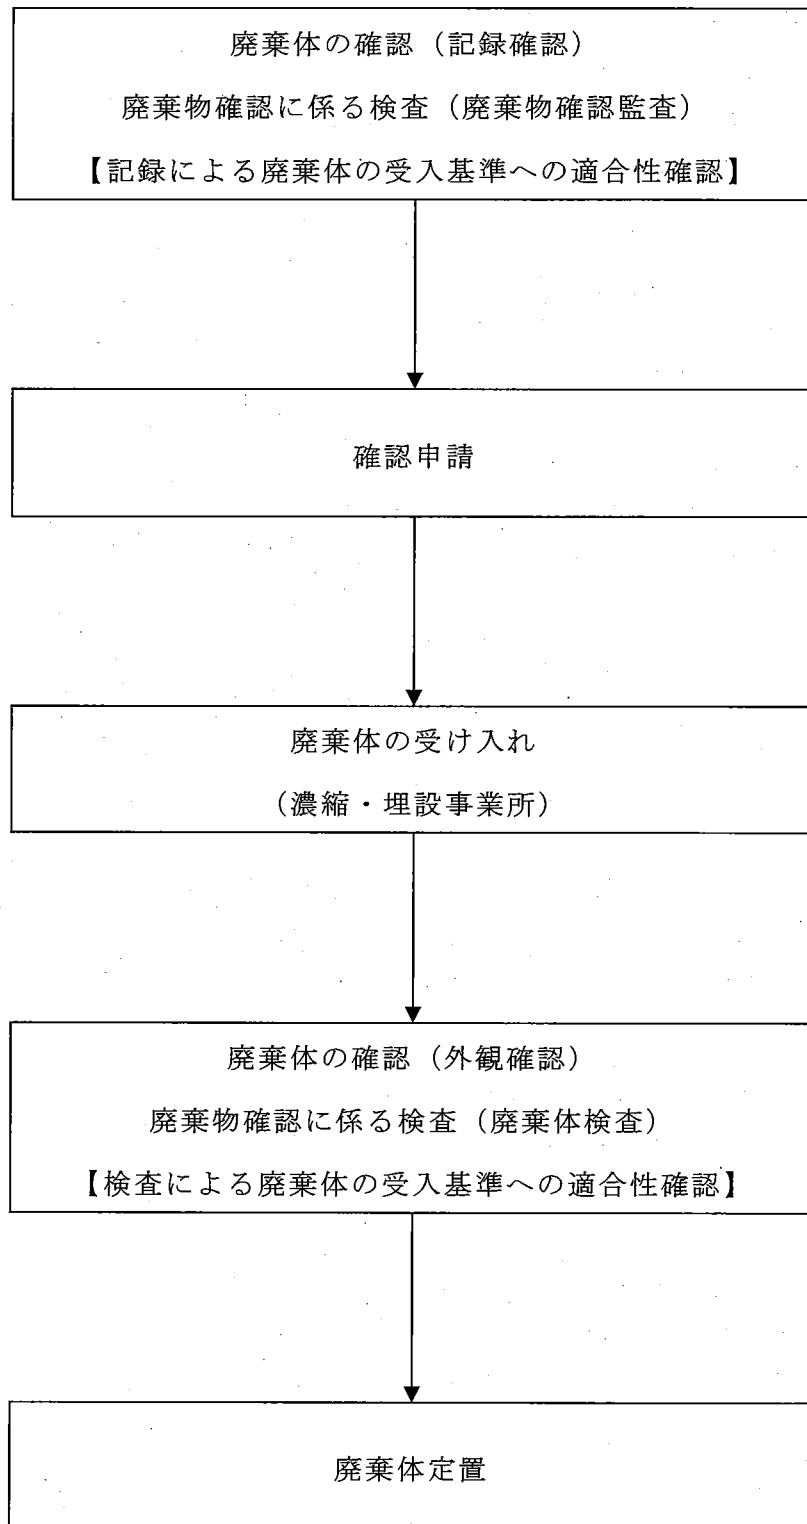 廃棄体の確認（記録確認）
廃棄物確認に係る検査（廃棄物確認監査）
【記録による廃棄体の受入基準への適合性確認】
確認申請
廃棄体の受け入れ
（濃縮・埋設事業所）
廃棄体の確認（外観確認）
廃棄物確認に係る検査（廃棄体検査）
【検査による廃棄体の受入基準への適合性確認】
廃棄体定置